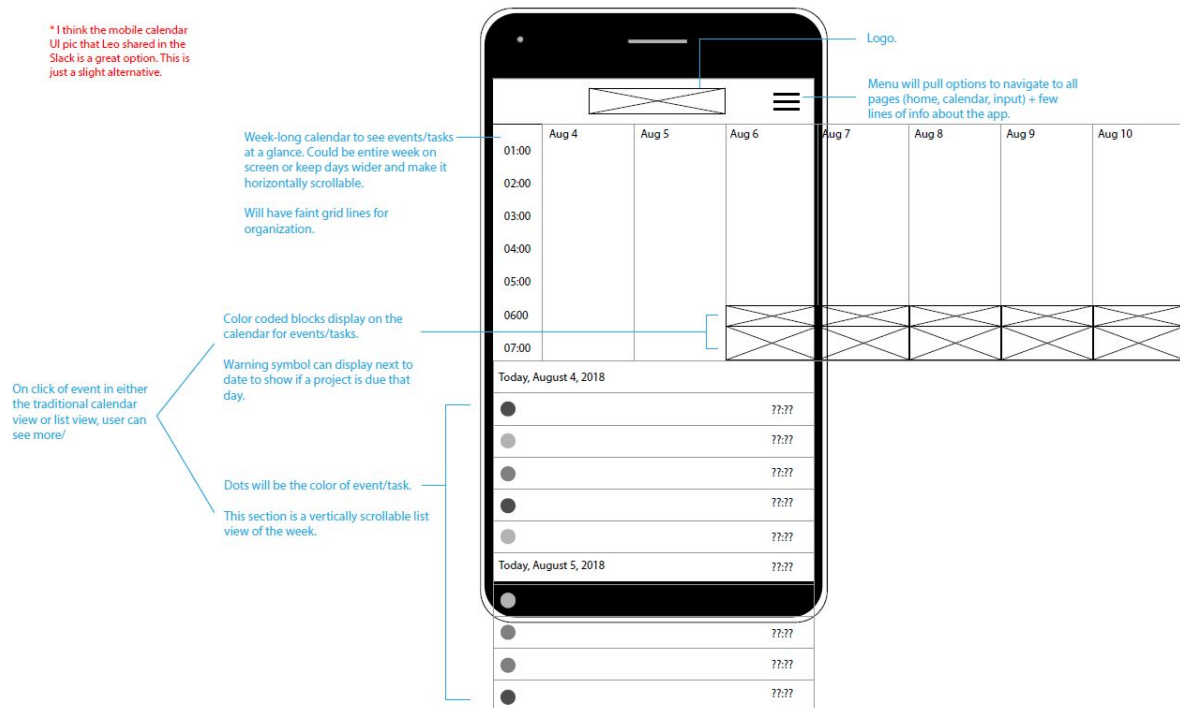 * I think the mobile calendar
UI pic that Leo shared in the
Slack is a great option. This is
just a slight alternative.
Logo.
Menu will pull options to navigate to all
pages (home, calendar, input) + few
lines of info about the app.
Week-long calendar to see events/tasks
at a glance. Could be entire week on
screen or keep days wider and make it
horizontally scrollable.
Will have faint grid lines for
organization.
Aug 4 Aug 5 Aug 6 Aug 7 Aug 8 Aug 9 Aug 10
01:00
02:00
03:00
04:00
05:00
0600
07:00
Color coded blocks display on the
calendar for events/tasks.
Warning symbol can display next to
date to show if a project is due that
day.
On click of event in either
the traditional calendar
view or list view, user can
see more/
Dots will be the color of event/task.
This section is a vertically scrollable list
view of the week.
Today, August 4, 2018
??:??
??:??
??:??
??:??
??:??
Today, August 5, 2018 ??:??
??:??
??:??
??:??